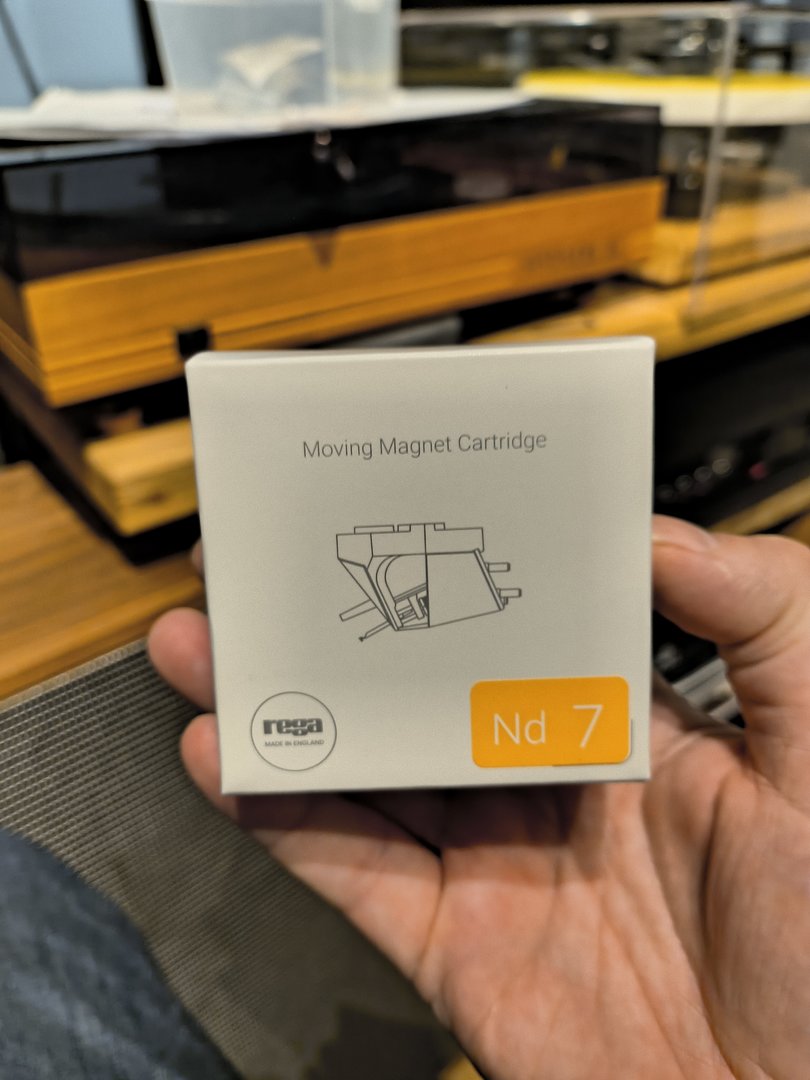 Moving Magnet Cartridge
rega
MADE IN ENGLAND
Nd 7